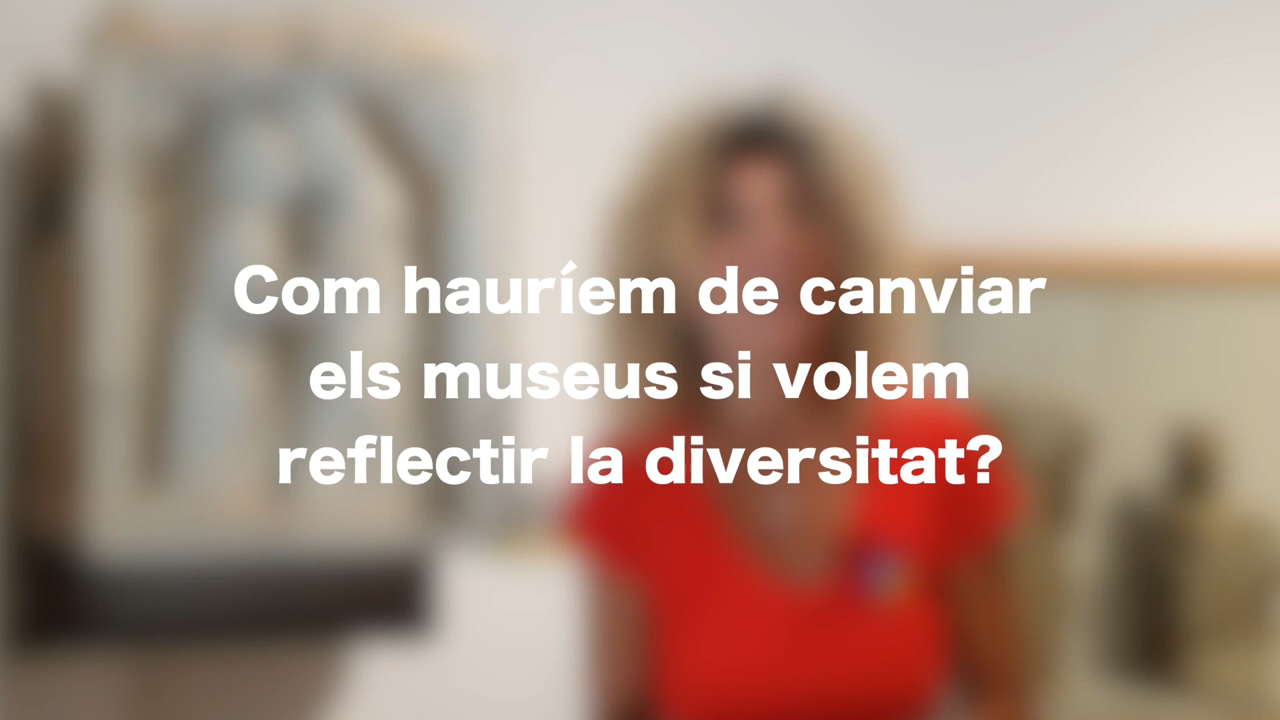 Com hauríem de canviar
els museus si volem
reflectir la diversitat?